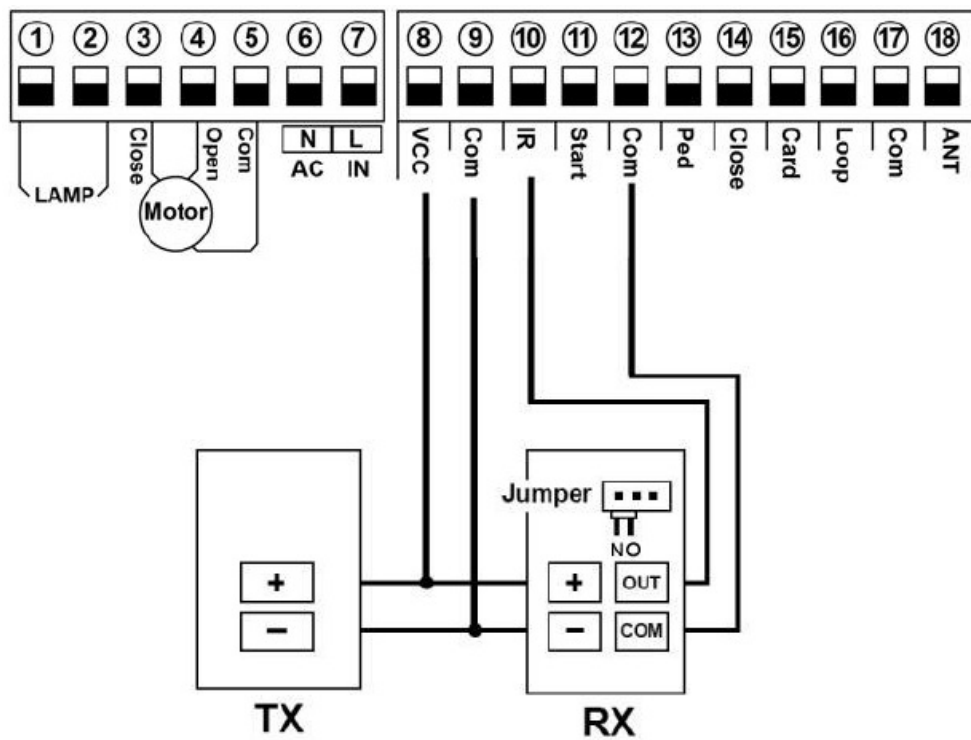 1 2 3 4 5 6 7 8 9 10 11 12 13 14 15 16 17 18
LAMP
Close
Open
Com
Motor
N L
AC IN
VCC
Com
IR
Start
Com
Ped
Close
Card
Loop
Com
ANT
Jumper
NO
+
−
+
OUT
−
COM
TX
RX